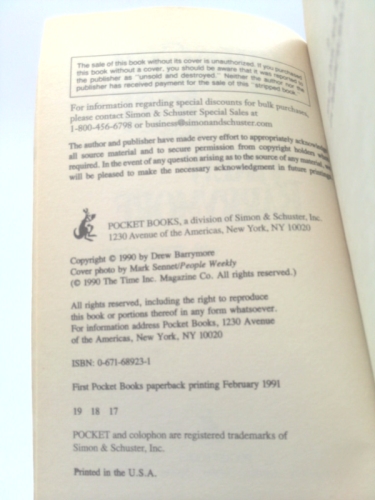 The sale of this book without its cover is unauthorized. If you purchased
this book without a cover, you should be aware that it was reported to
the publisher as "unsold and destroyed." Neither the author nor the
publisher has received payment for the sale of this "stripped book."
For information regarding special discounts for bulk purchases,
please contact Simon & Schuster Special Sales at
1-800-456-6798 or business@simonandschuster.com
The author and publisher have made every effort to appropriately acknowledge
all source material and to secure permission from copyright holders where
required. In the event of any question arising as to the source of any material, we
will be pleased to make the necessary acknowledgment in future printings.
POCKET BOOKS, a division of Simon & Schuster, Inc.
1230 Avenue of the Americas, New York, NY 10020
Copyright © 1990 by Drew Barrymore
Cover photo by Mark Sennet/People Weekly
(© 1990 The Time Inc. Magazine Co. All rights reserved.)
All rights reserved, including the right to reproduce
this book or portions thereof in any form whatsoever.
For information address Pocket Books, 1230 Avenue
of the Americas, New York, NY 10020
ISBN: 0-671-68923-1
First Pocket Books paperback printing February 1991
19 18 17
POCKET and colophon are registered trademarks of
Simon & Schuster, Inc.
Printed in the U.S.A.